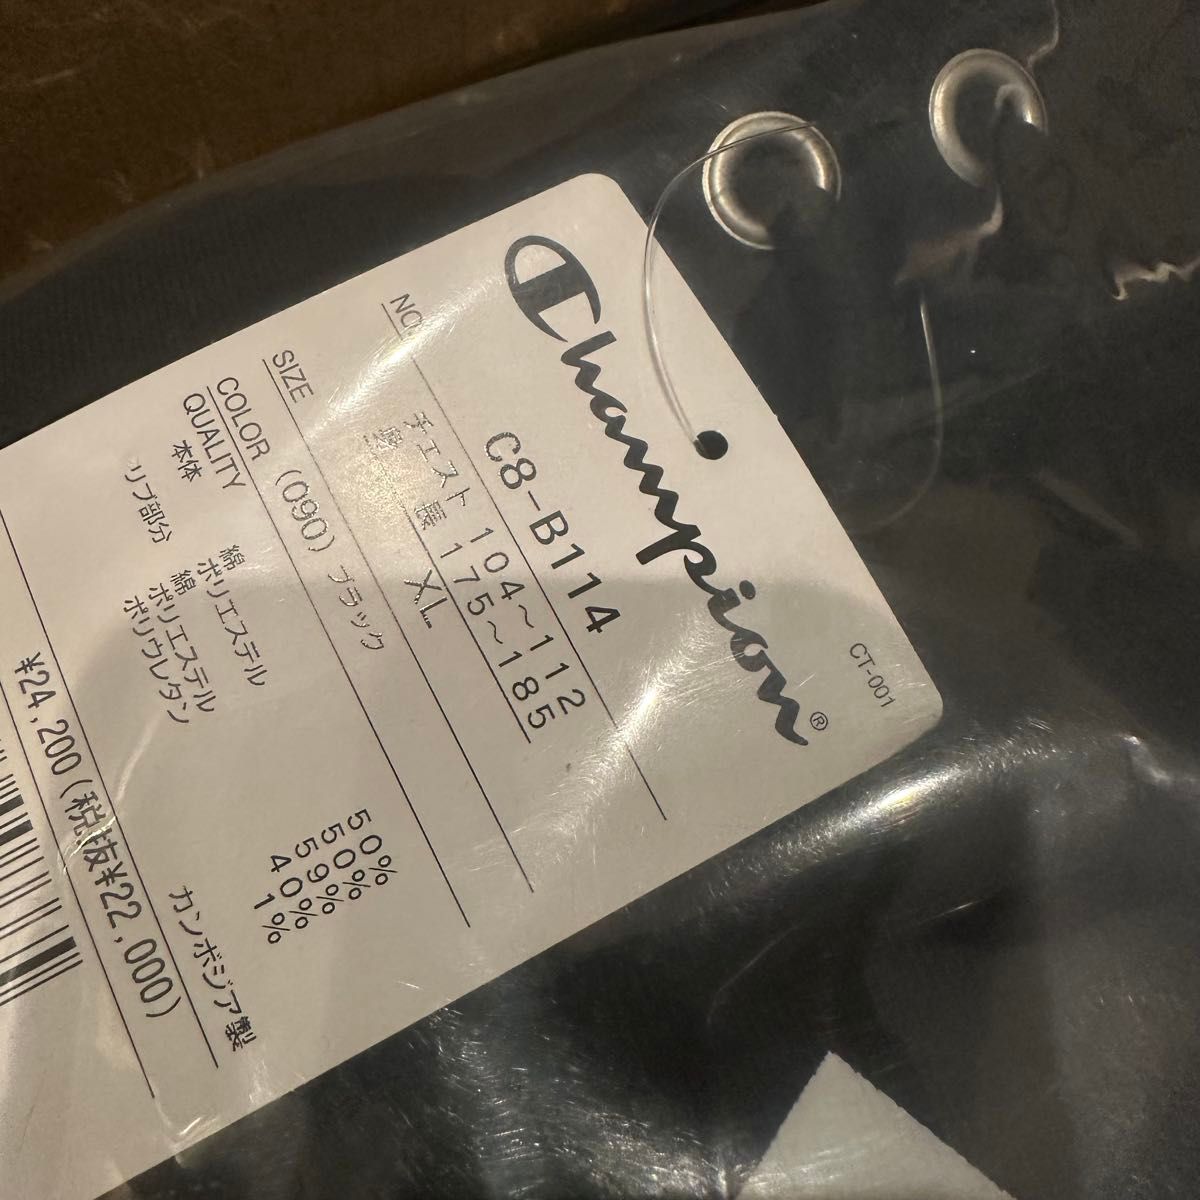 Champion®
CT-001
NO. C8-B114
チェスト 104~112
身長 175~185
SIZE XL
COLOR (090) ブラック
QUALITY
本体 綿 50%
ポリエステル 50%
リブ部分 綿 59%
ポリエステル 40%
ポリウレタン 1%
カンボジア製
¥24,200(税抜¥22,000)